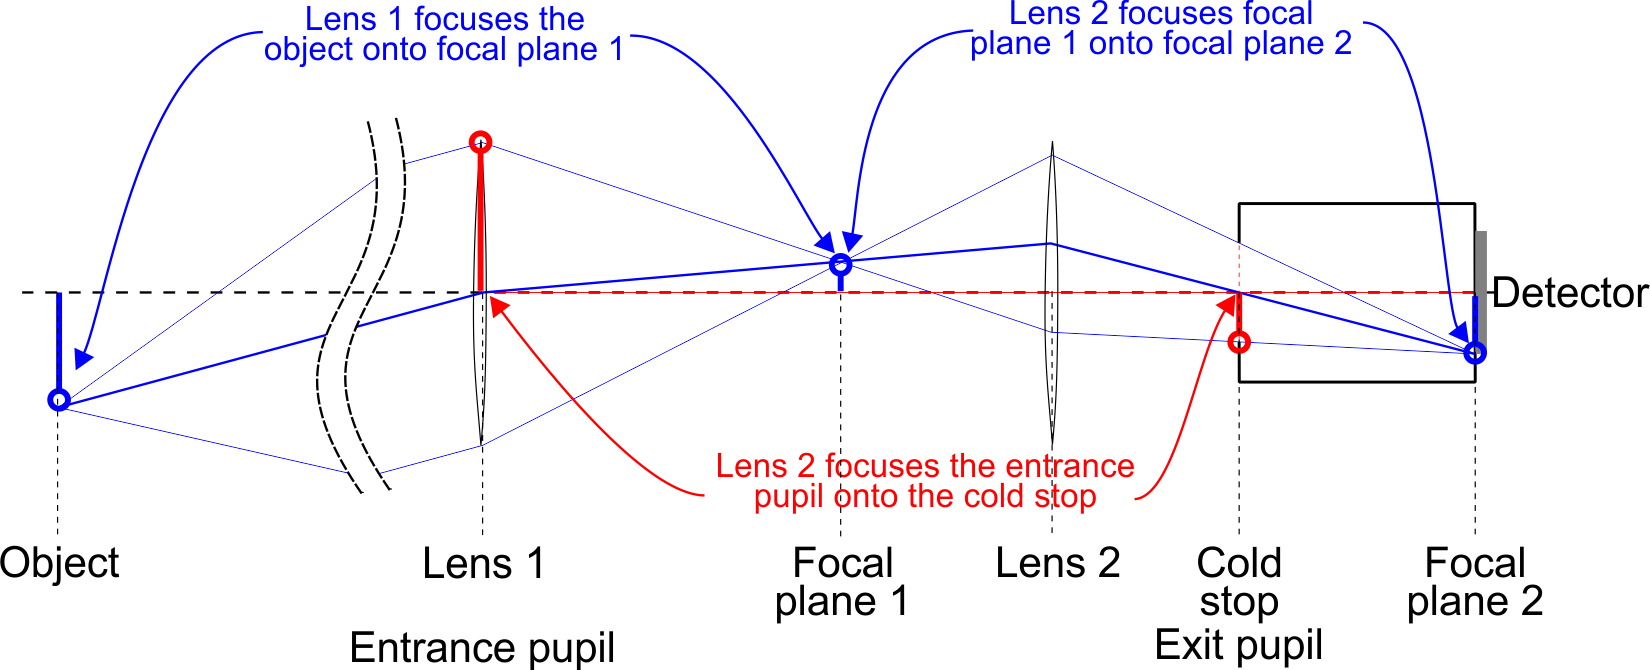 Lens 1 focuses the
object onto focal plane 1
Lens 2 focuses focal
plane 1 onto focal plane 2
Detector
Lens 2 focuses the entrance
pupil onto the cold stop
Object
Lens 1
Focal
plane 1
Lens 2
Cold
stop
Focal
plane 2
Entrance pupil
Exit pupil